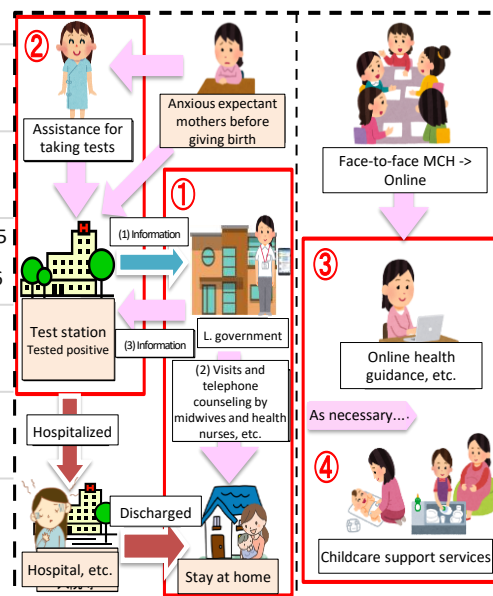 ②
Assistance for
taking tests
Anxious expectant
mothers before
giving birth
①
H
(1) Information
5
Test station
Tested positive
(3) Information
L. government
(2) Visits and
telephone
counseling by
midwives and health
nurses, etc.
Hospitalized
H
Discharged
Hospital, etc.
Stay at home
Face-to-face MCH ->
Online
③
Online health
guidance, etc.
As necessary....
④
Childcare support services